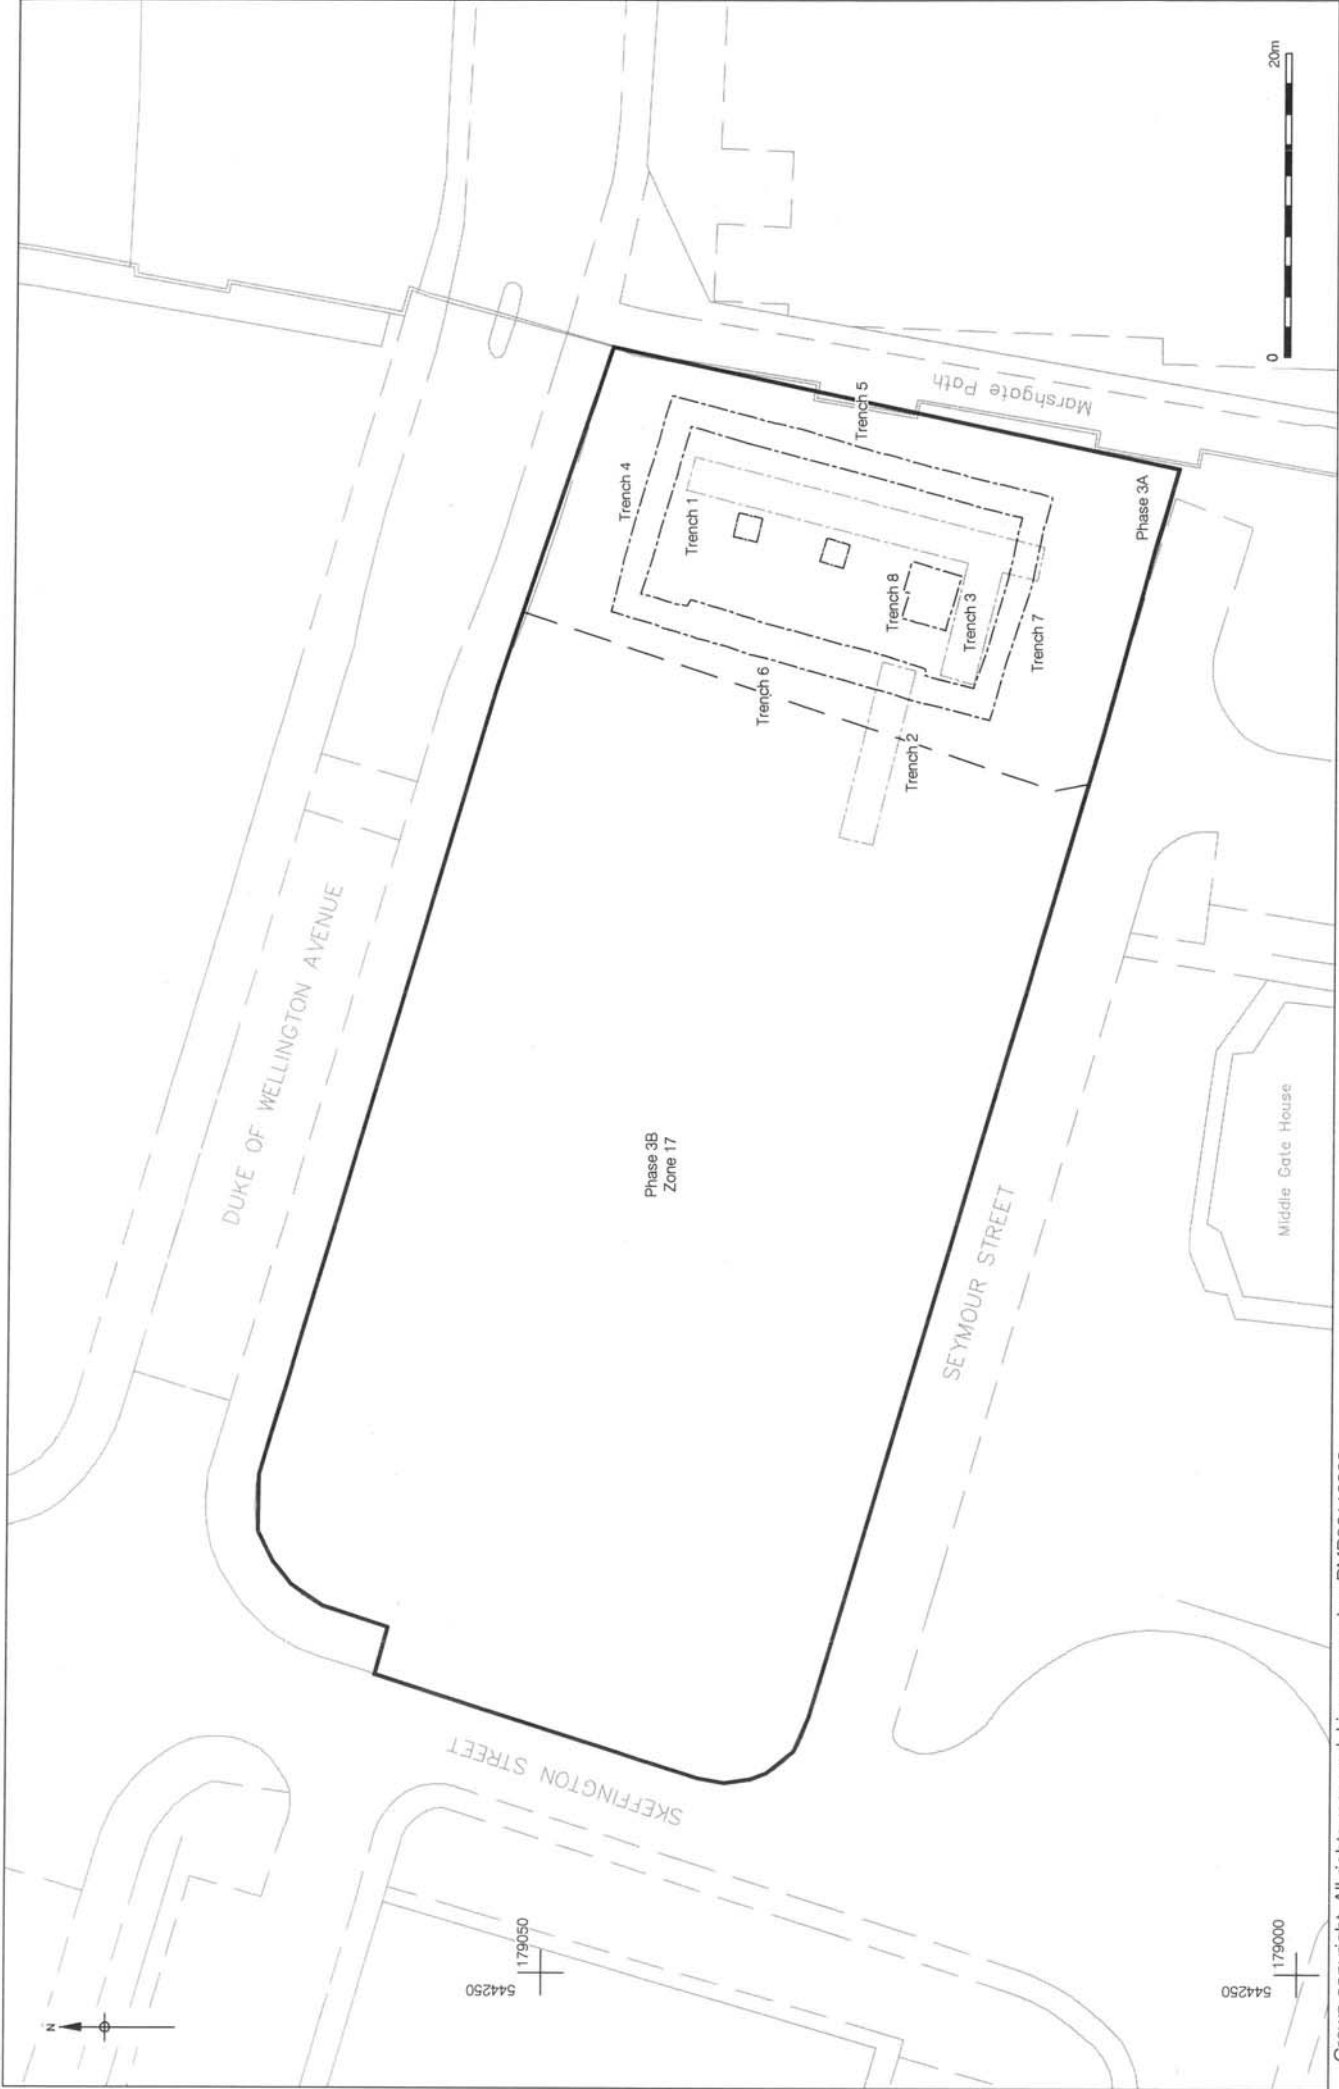 N
DUKE OF WELLINGTON AVENUE
SKEFFINGTON STREET
SEYMOUR STREET
Marshgate Path
Middle Gate House
Phase 3B
Zone 17
Phase 3A
Trench 4
Trench 1
Trench 5
Trench 6
Trench 8
Trench 3
Trench 2
Trench 7
544250
179050
544250
179000
0
20m